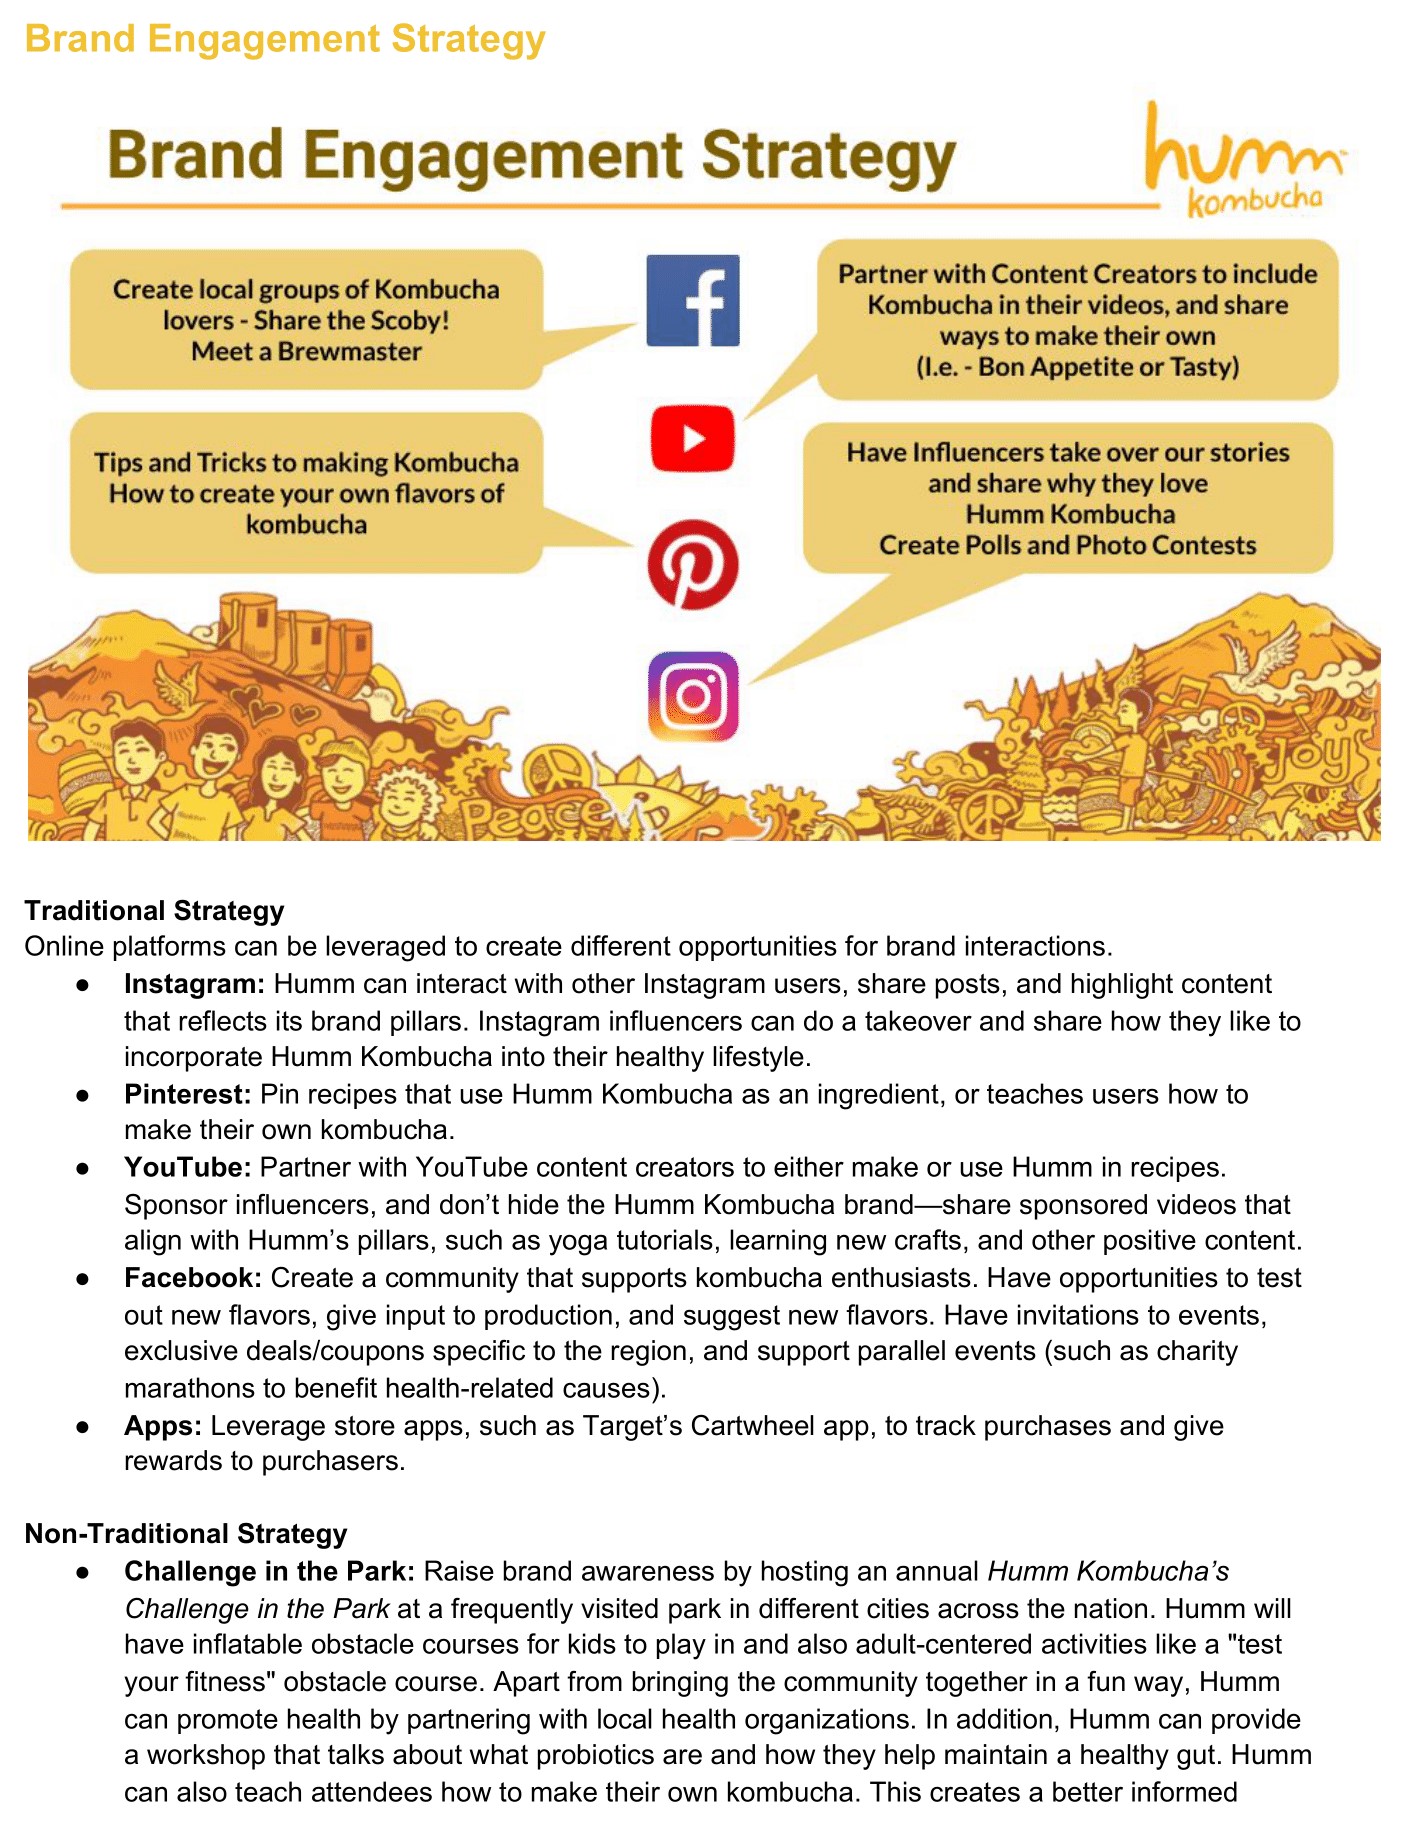 Brand Engagement Strategy
Brand Engagement Strategy
humm
kombucha
Create local groups of Kombucha
lovers - Share the Scoby!
Meet a Brewmaster
Partner with Content Creators to include
Kombucha in their videos, and share
ways to make their own
(I.e. - Bon Appetite or Tasty)
Tips and Tricks to making Kombucha
How to create your own flavors of
kombucha
Have Influencers take over our stories
and share why they love
Humm Kombucha
Create Polls and Photo Contests
Peace
Joy
Traditional Strategy
Online platforms can be leveraged to create different opportunities for brand interactions.
● Instagram: Humm can interact with other Instagram users, share posts, and highlight content
that reflects its brand pillars. Instagram influencers can do a takeover and share how they like to
incorporate Humm Kombucha into their healthy lifestyle.
● Pinterest: Pin recipes that use Humm Kombucha as an ingredient, or teaches users how to
make their own kombucha.
● YouTube: Partner with YouTube content creators to either make or use Humm in recipes.
Sponsor influencers, and don’t hide the Humm Kombucha brand—share sponsored videos that
align with Humm’s pillars, such as yoga tutorials, learning new crafts, and other positive content.
● Facebook: Create a community that supports kombucha enthusiasts. Have opportunities to test
out new flavors, give input to production, and suggest new flavors. Have invitations to events,
exclusive deals/coupons specific to the region, and support parallel events (such as charity
marathons to benefit health-related causes).
● Apps: Leverage store apps, such as Target’s Cartwheel app, to track purchases and give
rewards to purchasers.
Non-Traditional Strategy
● Challenge in the Park: Raise brand awareness by hosting an annual Humm Kombucha’s
Challenge in the Park at a frequently visited park in different cities across the nation. Humm will
have inflatable obstacle courses for kids to play in and also adult-centered activities like a "test
your fitness" obstacle course. Apart from bringing the community together in a fun way, Humm
can promote health by partnering with local health organizations. In addition, Humm can provide
a workshop that talks about what probiotics are and how they help maintain a healthy gut. Humm
can also teach attendees how to make their own kombucha. This creates a better informed